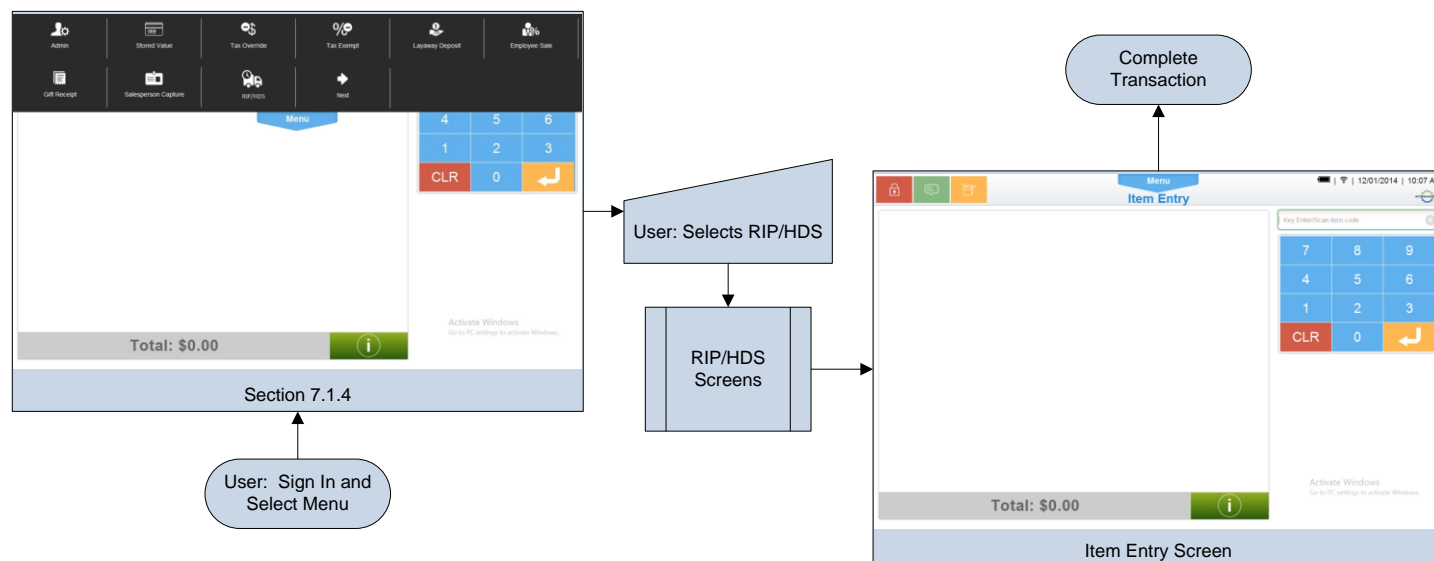 Admin
Stored Value
Tax Override
Tax Exempt
Layaway Deposit
Employee Sale
Gift Receipt
Salesperson Capture
RIP/HDS
Next
Menu
4 5 6
1 2 3
CLR 0
Activate Windows
Go to PC settings to activate Windows.
Total: $0.00
i
Section 7.1.4
User: Sign In and
Select Menu
User: Selects RIP/HDS
RIP/HDS
Screens
Complete
Transaction
Menu
Item Entry
12/01/2014 | 10:07 A
Key Enter/Scan item code
7 8 9
4 5 6
1 2 3
CLR 0
Activate Windows
Go to PC settings to activate Windows.
Total: $0.00
i
Item Entry Screen